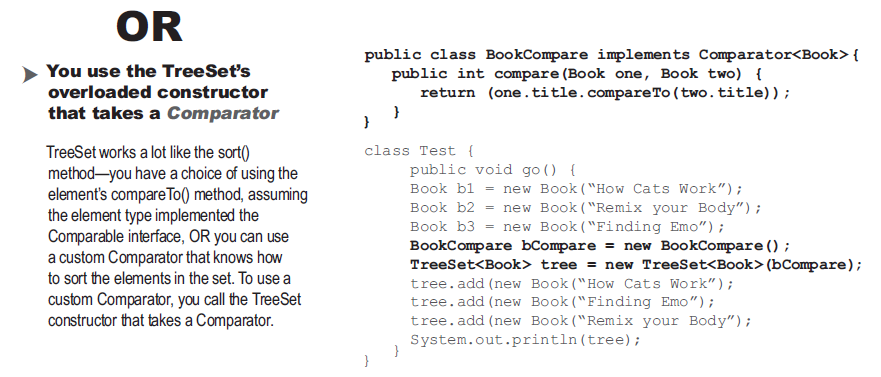 OR
➤ You use the TreeSet’s
overloaded constructor
that takes a Comparator
TreeSet works a lot like the sort()
method—you have a choice of using the
element’s compareTo() method, assuming
the element type implemented the
Comparable interface, OR you can use
a custom Comparator that knows how
to sort the elements in the set. To use a
custom Comparator, you call the TreeSet
constructor that takes a Comparator.
public class BookCompare implements Comparator<Book> {
public int compare(Book one, Book two) {
return (one.title.compareTo(two.title));
}
}
class Test {
public void go() {
Book b1 = new Book(“How Cats Work”);
Book b2 = new Book(“Remix your Body”);
Book b3 = new Book(“Finding Emo”);
BookCompare bCompare = new BookCompare();
TreeSet<Book> tree = new TreeSet<Book>(bCompare);
tree.add(new Book(“How Cats Work”);
tree.add(new Book(“Finding Emo”);
tree.add(new Book(“Remix your Body”);
System.out.println(tree);
}
}